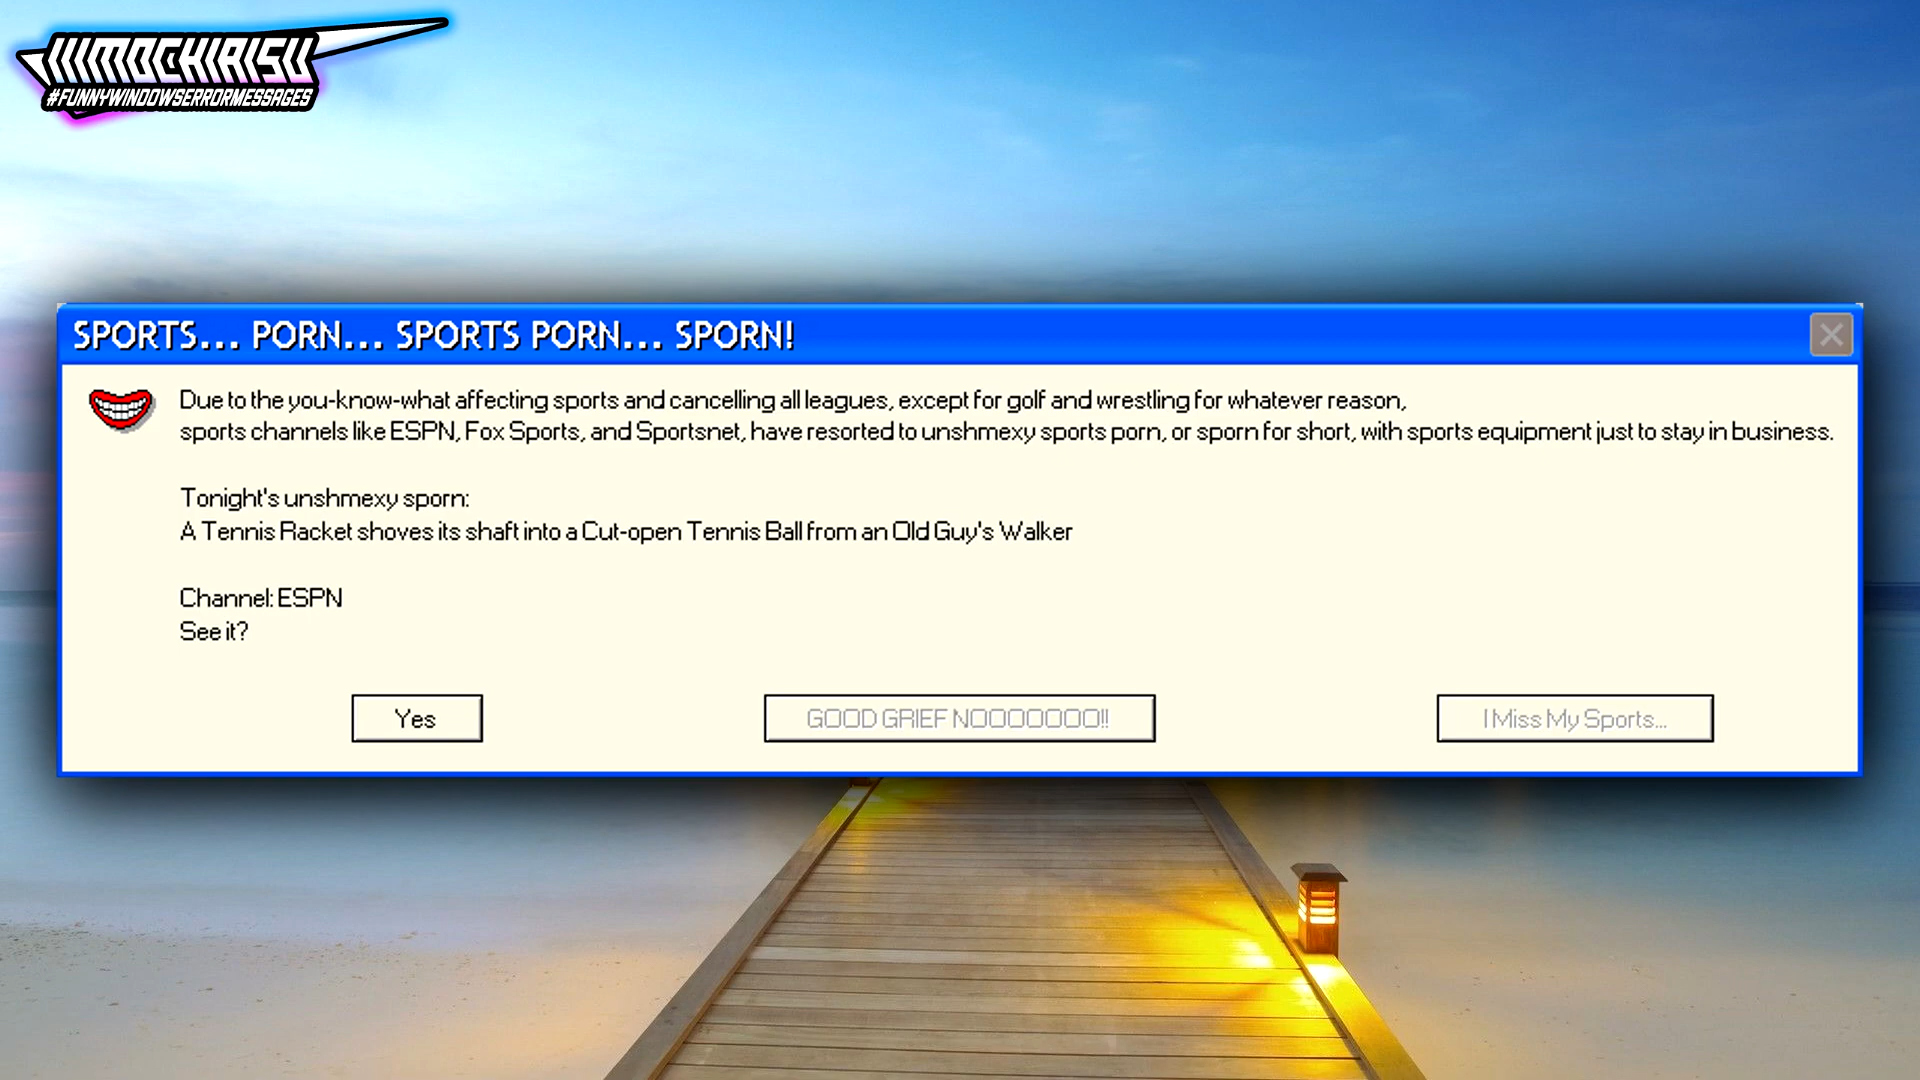 IIIMOCHIRISU
#FUNNYWINDOWSERRORMESSAGES
SPORTS... PORN... SPORTS PORN... SPORN!
Due to the you-know-what affecting sports and cancelling all leagues, except for golf and wrestling for whatever reason,
sports channels like ESPN, Fox Sports, and Sportsnet, have resorted to unshmexy sports porn, or sporn for short, with sports equipment just to stay in business.
Tonight's unshmexy sporn:
A Tennis Racket shoves its shaft into a Cut-open Tennis Ball from an Old Guy's Walker
Channel: ESPN
See it?
Yes
GOOD GRIEF NOOOOOOO!!
I Miss My Sports...